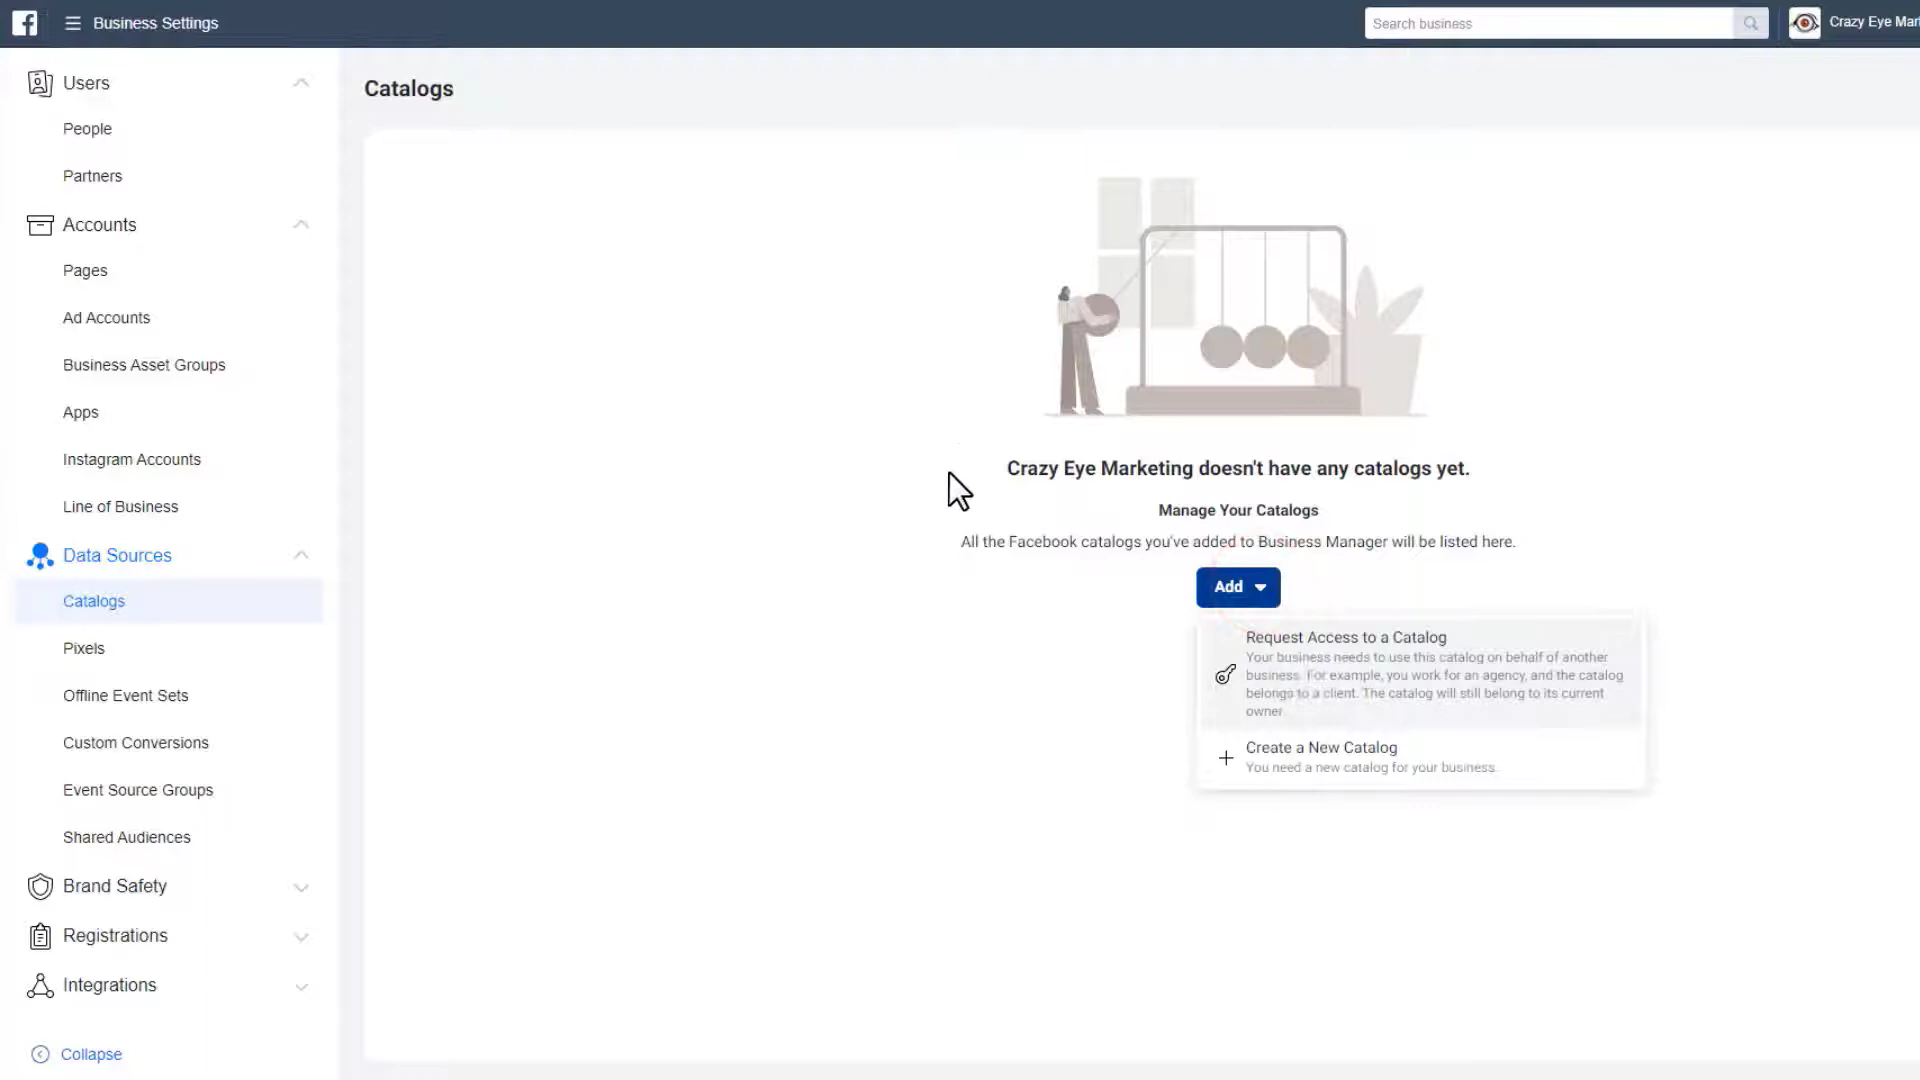 Business Settings
Search business
Crazy Eye Mar
Users
People
Partners
Accounts
Pages
Ad Accounts
Business Asset Groups
Apps
Instagram Accounts
Line of Business
Data Sources
Catalogs
Pixels
Offline Event Sets
Custom Conversions
Event Source Groups
Shared Audiences
Brand Safety
Registrations
Integrations
Collapse
Catalogs
Crazy Eye Marketing doesn't have any catalogs yet.
Manage Your Catalogs
All the Facebook catalogs you've added to Business Manager will be listed here.
Add
Request Access to a Catalog
Your business needs to use this catalog on behalf of another
business. For example, you work for an agency, and the catalog
belongs to a client. The catalog will still belong to its current
owner.
Create a New Catalog
You need a new catalog for your business.